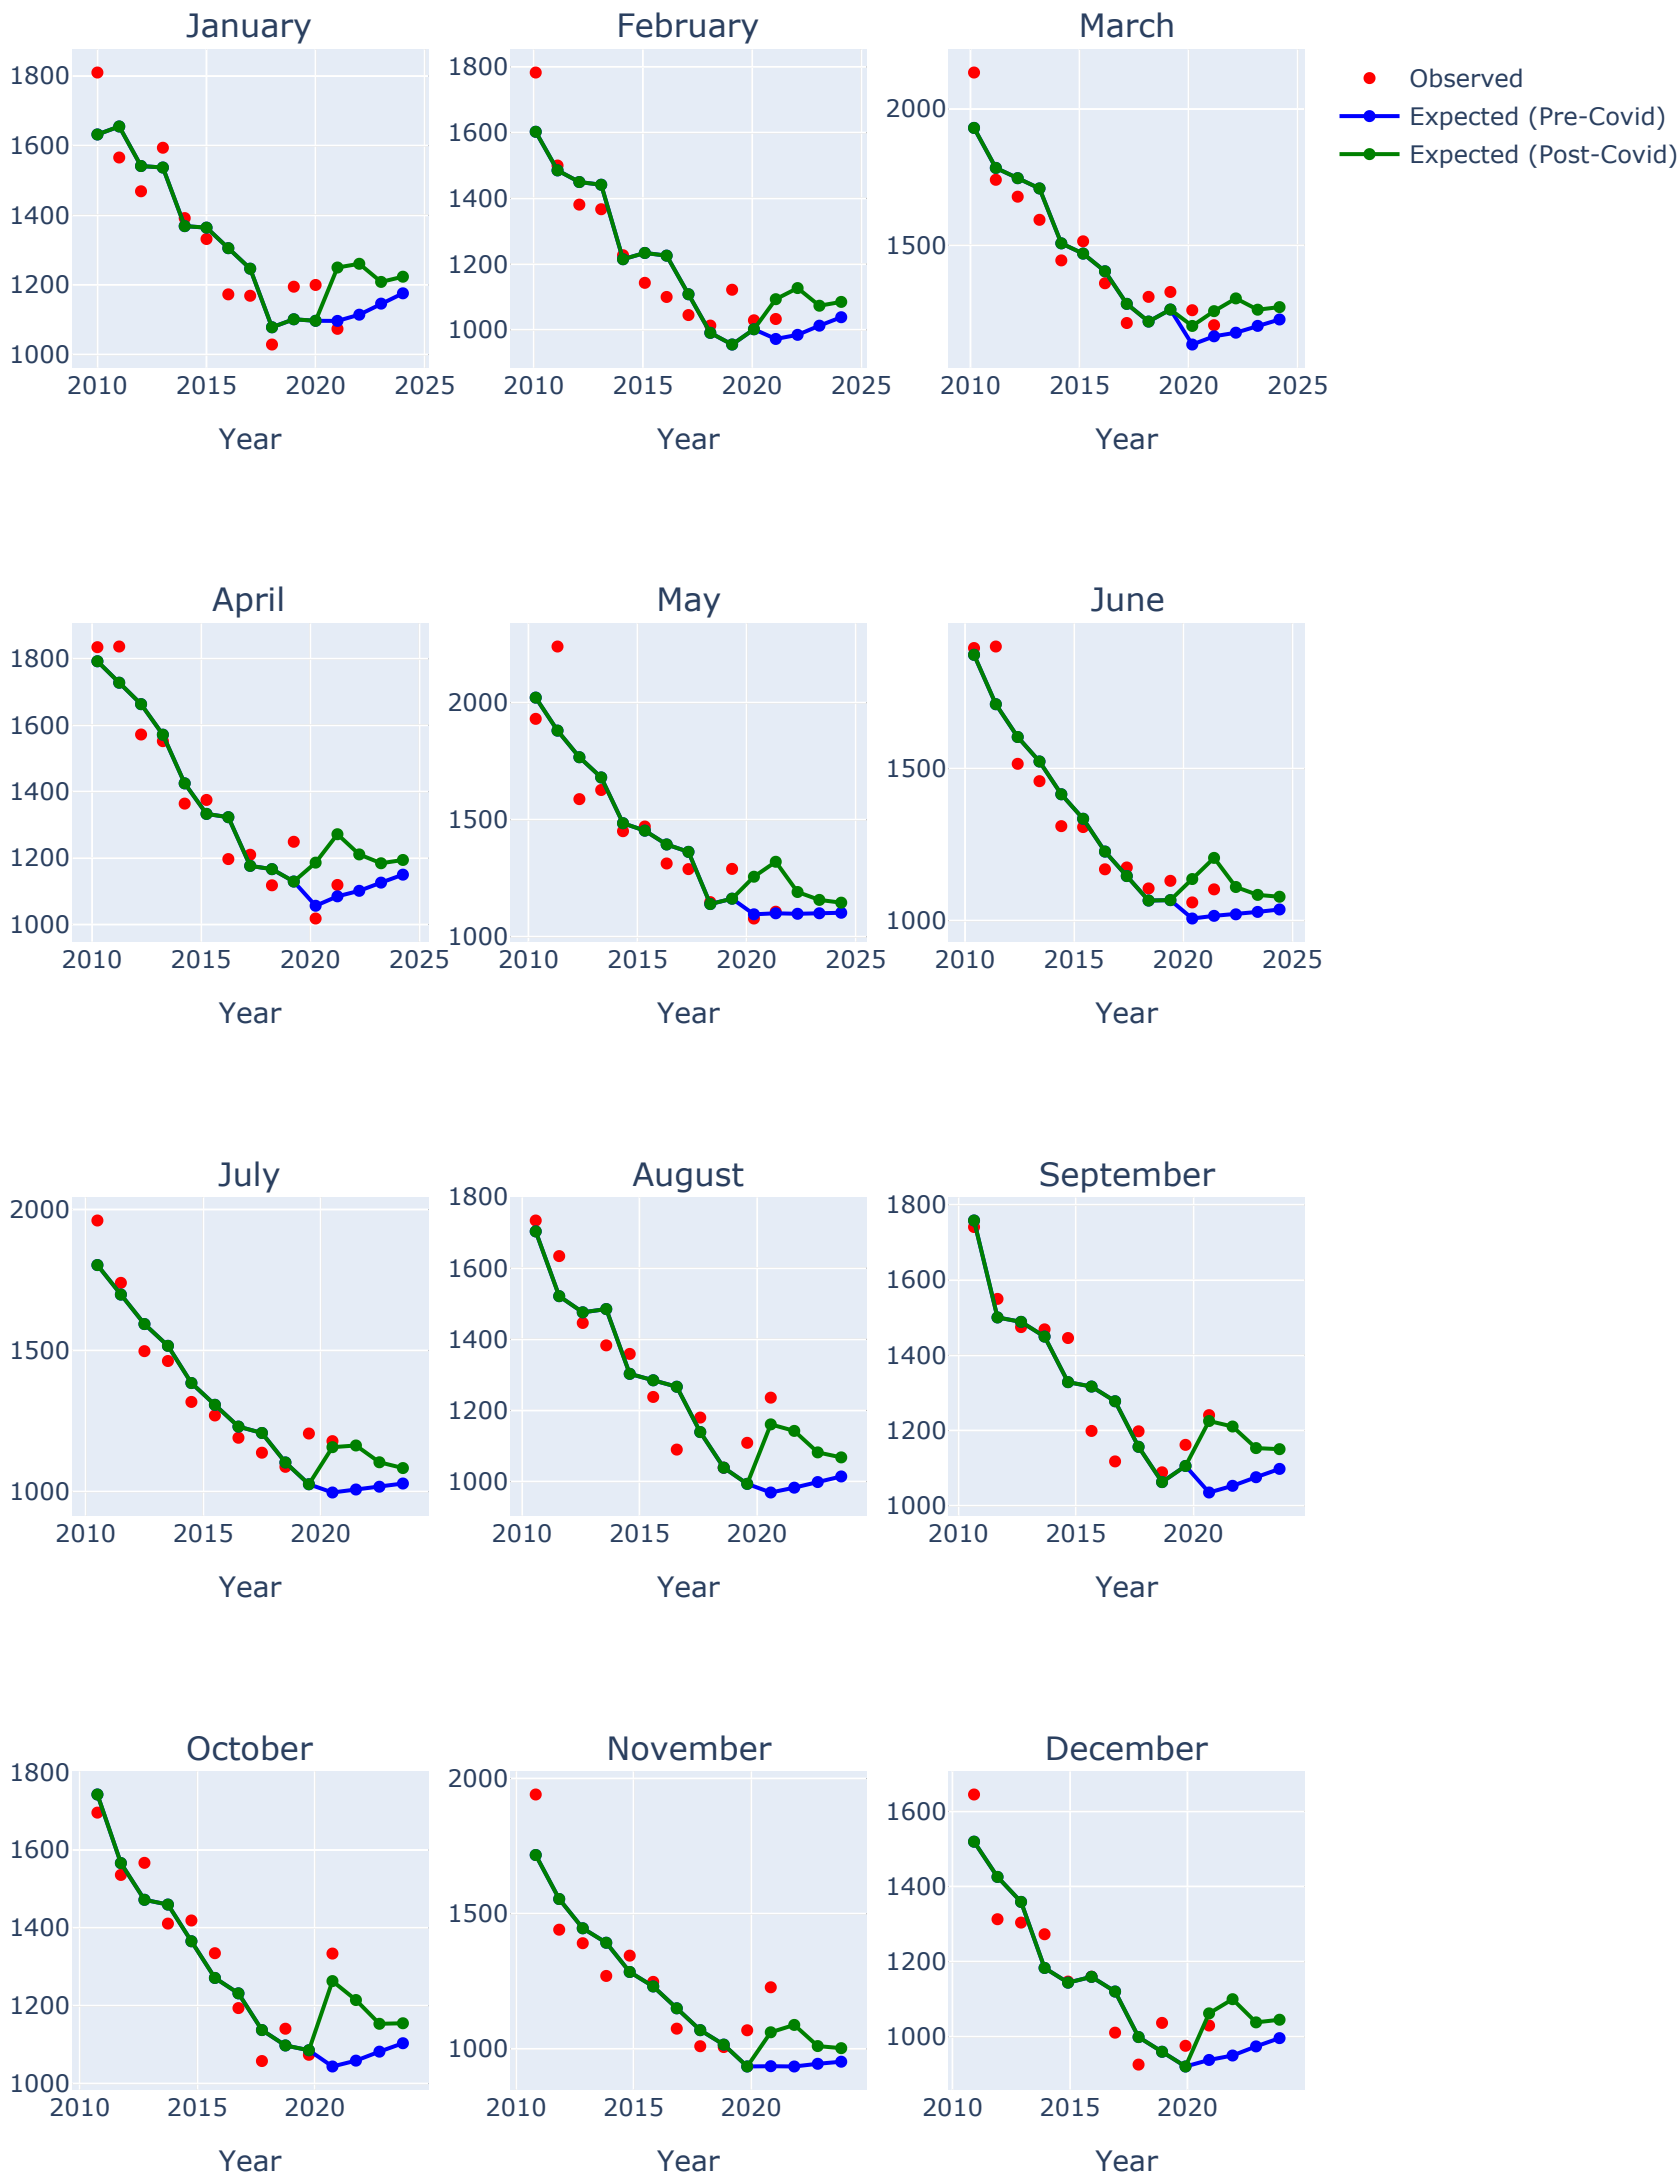 January February March
1800
1600
1400
1200
1000
2010 2015 2020 2025
Year
1800
1600
1400
1200
1000
2010 2015 2020 2025
Year
2000
1500
2010 2015 2020 2025
Year
Observed
Expected (Pre-Covid)
Expected (Post-Covid)
April May June
1800
1600
1400
1200
1000
2010 2015 2020 2025
Year
2000
1500
1000
2010 2015 2020 2025
Year
1500
1000
2010 2015 2020 2025
Year
July August September
2000
1500
1000
2010 2015 2020
Year
1800
1600
1400
1200
1000
2010 2015 2020
Year
1800
1600
1400
1200
1000
2010 2015 2020
Year
October November December
1800
1600
1400
1200
1000
2010 2015 2020
Year
2000
1500
1000
2010 2015 2020
Year
1600
1400
1200
1000
2010 2015 2020
Year